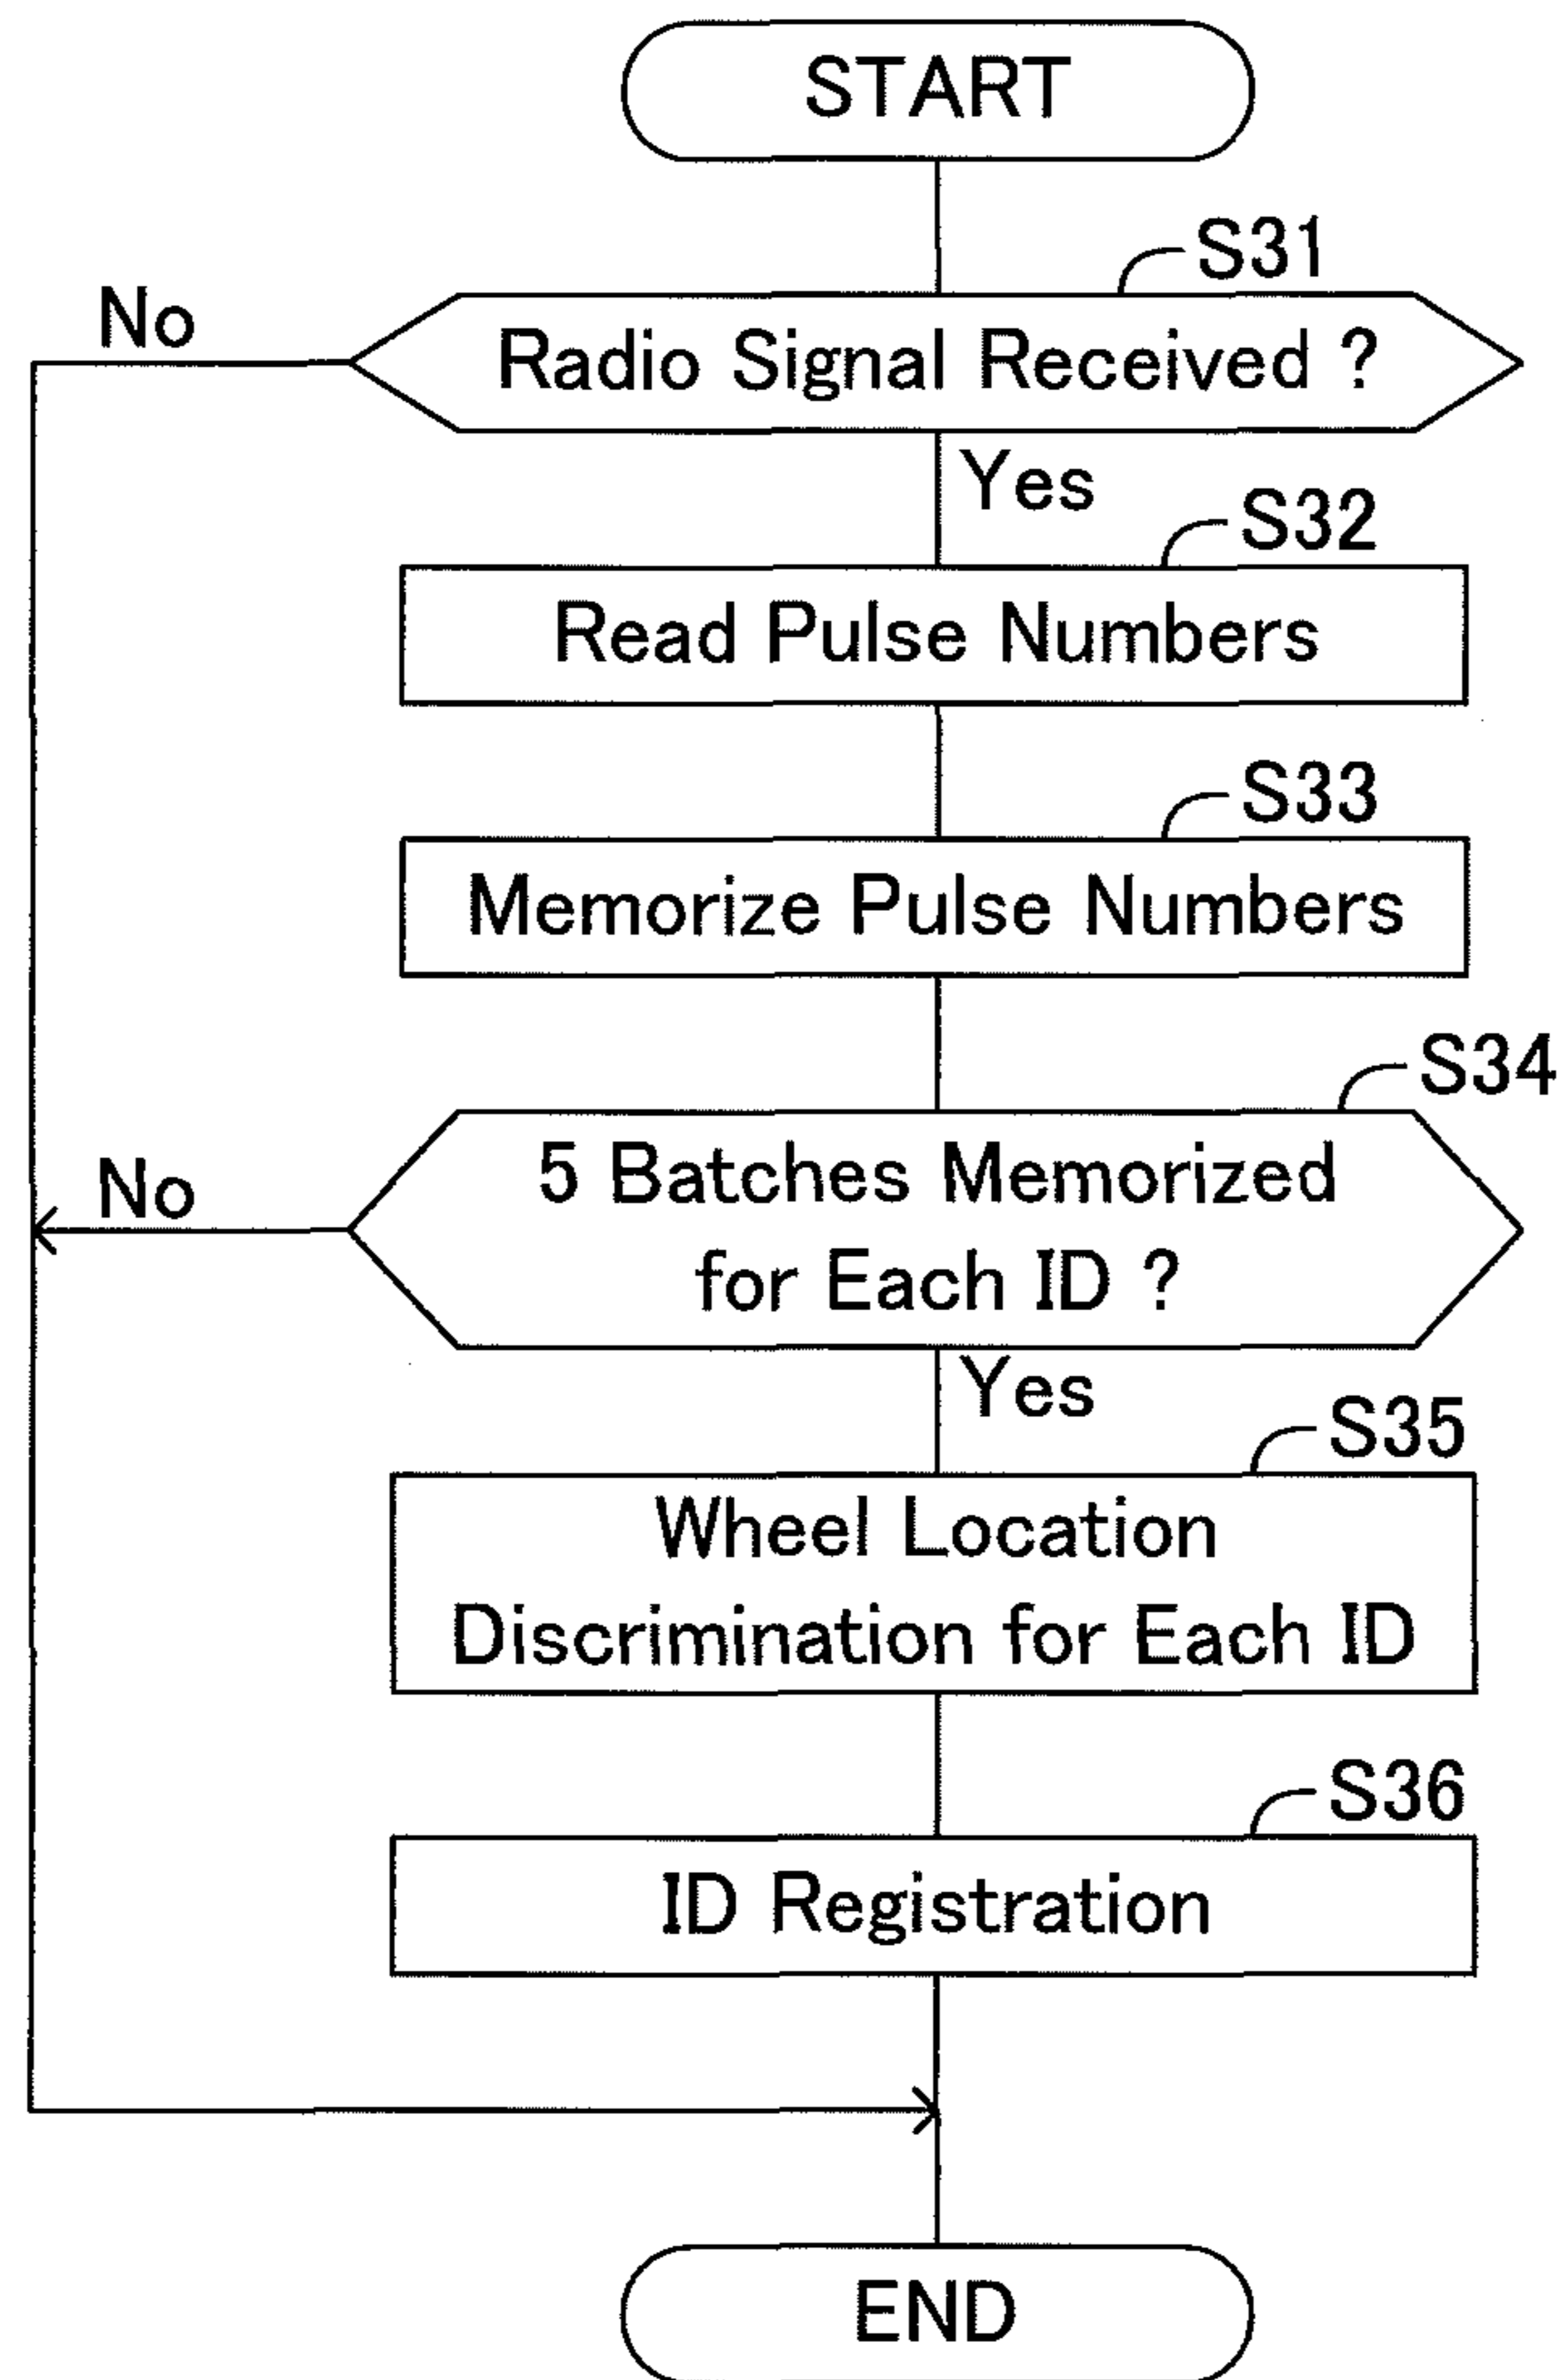 START
S31
No
Radio Signal Received ?
Yes
S32
Read Pulse Numbers
S33
Memorize Pulse Numbers
S34
5 Batches Memorized
No
for Each ID ?
Yes
S35
Wheel Location
Discrimination for Each ID
S36
ID Registration
END